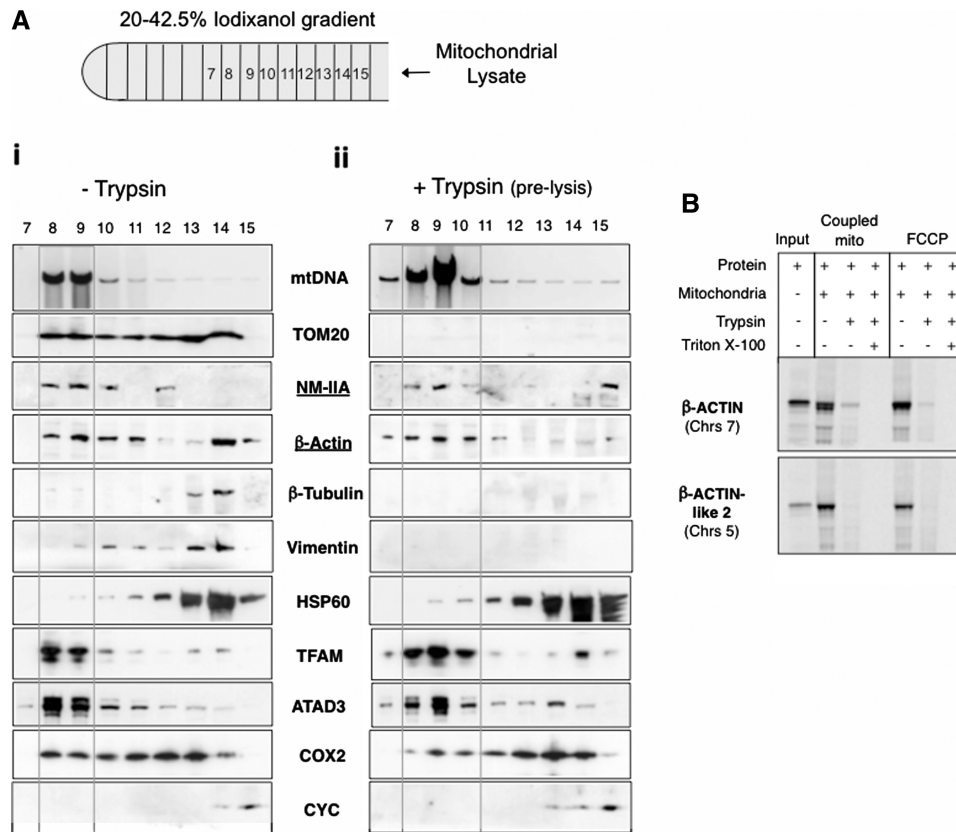 A
20-42.5% Iodixanol gradient
7 8 9 10 11 12 13 14 15
Mitochondrial
Lysate
i
- Trypsin
7 8 9 10 11 12 13 14 15
ii
+ Trypsin (pre-lysis)
7 8 9 10 11 12 13 14 15
mtDNA
TOM20
NM-IIA
β-Actin
β-Tubulin
Vimentin
HSP60
TFAM
ATAD3
COX2
CYC
B
Input
Coupled
mito
FCCP
Protein + + + + + + +
Mitochondria - + + + + + +
Trypsin - - + + - + +
Triton X-100 + +
β-ACTIN
(Chrs 7)
β-ACTIN-
like 2
(Chrs 5)